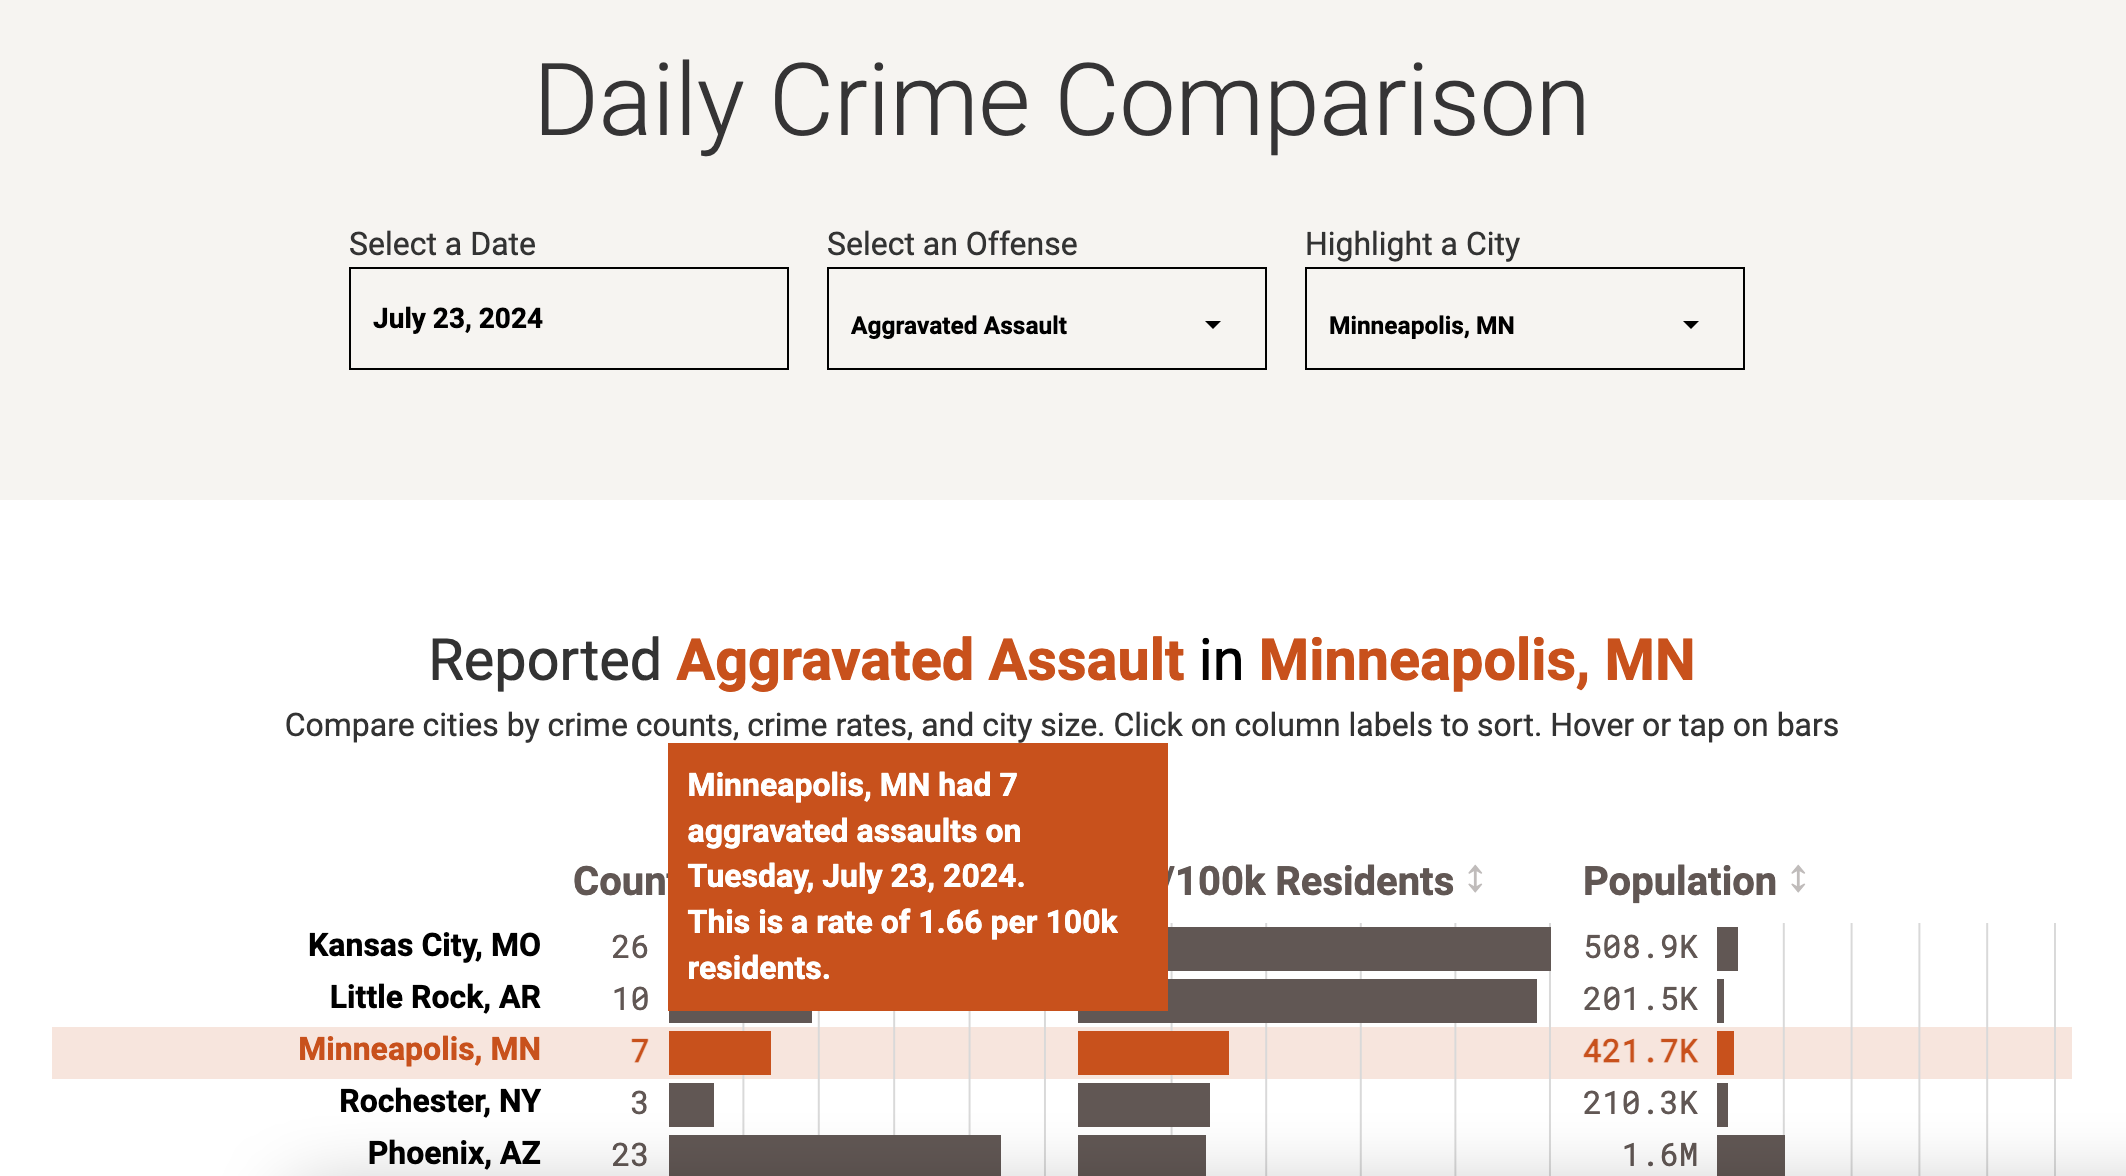 Daily Crime Comparison
Select a Date
Select an Offense
Highlight a City
July 23, 2024
Aggravated Assault
Minneapolis, MN
Reported Aggravated Assault in Minneapolis, MN
Compare cities by crime counts, crime rates, and city size. Click on column labels to sort. Hover or tap on bars
Minneapolis, MN had 7
aggravated assaults on
Tuesday, July 23, 2024.
This is a rate of 1.66 per 100k
residents.
Count /100k Residents Population
Kansas City, MO 26 508.9K
Little Rock, AR 10 201.5K
Minneapolis, MN 7 421.7K
Rochester, NY 3 210.3K
Phoenix, AZ 23 1.6M